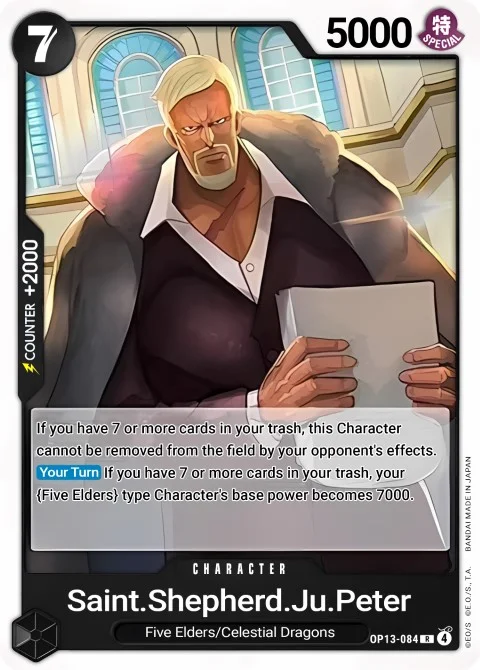 7
5000
特
SPECIAL
COUNTER +2000
If you have 7 or more cards in your trash, this Character
cannot be removed from the field by your opponent's effects.
Your Turn If you have 7 or more cards in your trash, your
{Five Elders} type Character's base power becomes 7000.
CHARACTER
Saint.Shepherd.Ju.Peter
Five Elders/Celestial Dragons
OP13-084 R 4
©EO/S ©E.O./S., T.A. BANDAI MADE IN JAPAN